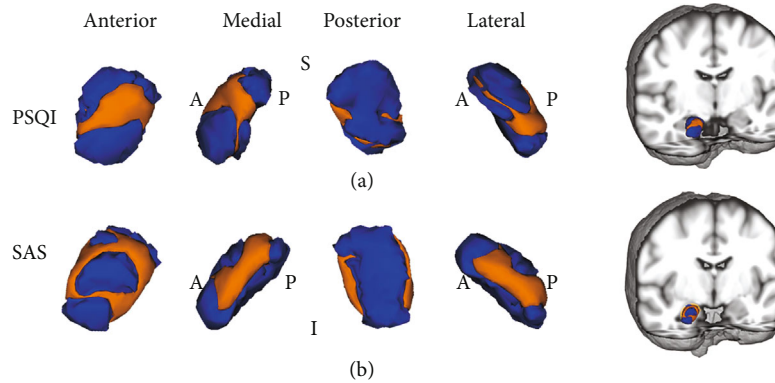 Anterior Medial Posterior Lateral
S
PSQI A P A P
(a)
SAS
A P A P
I
(b)